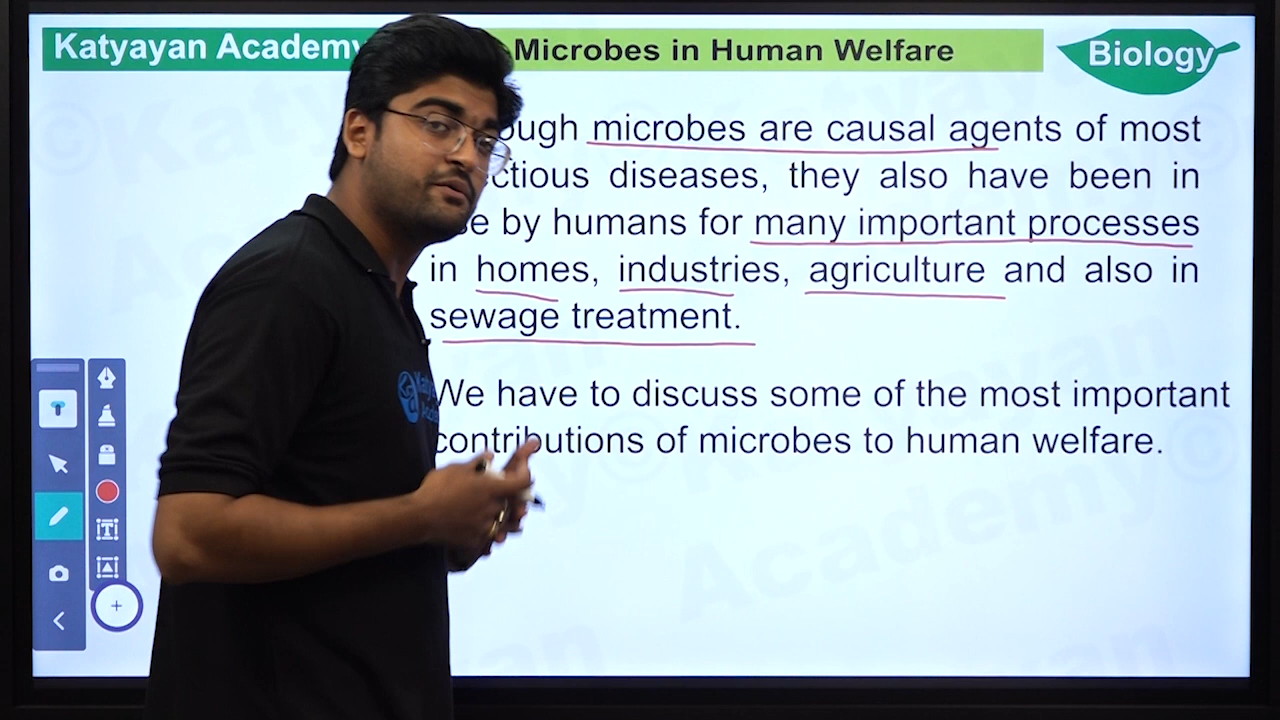 Katyayan Academy Microbes in Human Welfare Biology
microbes are causal agents of most
diseases, they also have been in
by humans for many important processes
in homes, industries, agriculture and also in
sewage treatment.
We have to discuss some of the most important
contributions of microbes to human welfare.